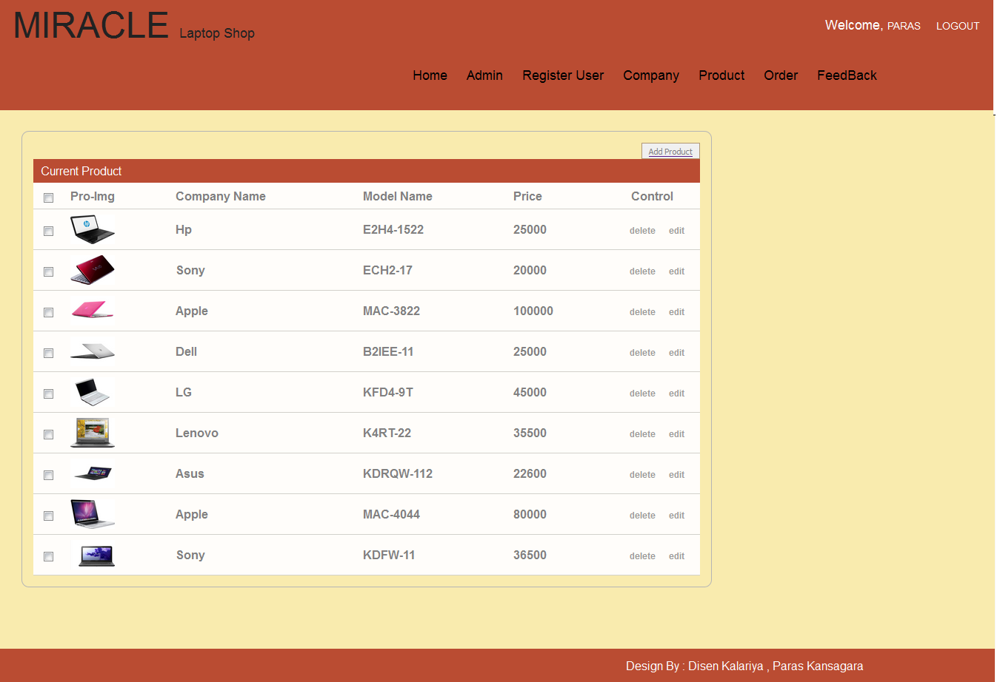 MIRACLE Laptop Shop
Welcome, PARAS LOGOUT
Home Admin Register User Company Product Order FeedBack
Add Product
Current Product
Pro-Img Company Name Model Name Price Control
Hp E2H4-1522 25000 delete edit
Sony ECH2-17 20000 delete edit
Apple MAC-3822 100000 delete edit
Dell B2IEE-11 25000 delete edit
LG KFD4-9T 45000 delete edit
Lenovo K4RT-22 35500 delete edit
Asus KDRQW-112 22600 delete edit
Apple MAC-4044 80000 delete edit
Sony KDFW-11 36500 delete edit
Design By : Disen Kalariya , Paras Kansagara